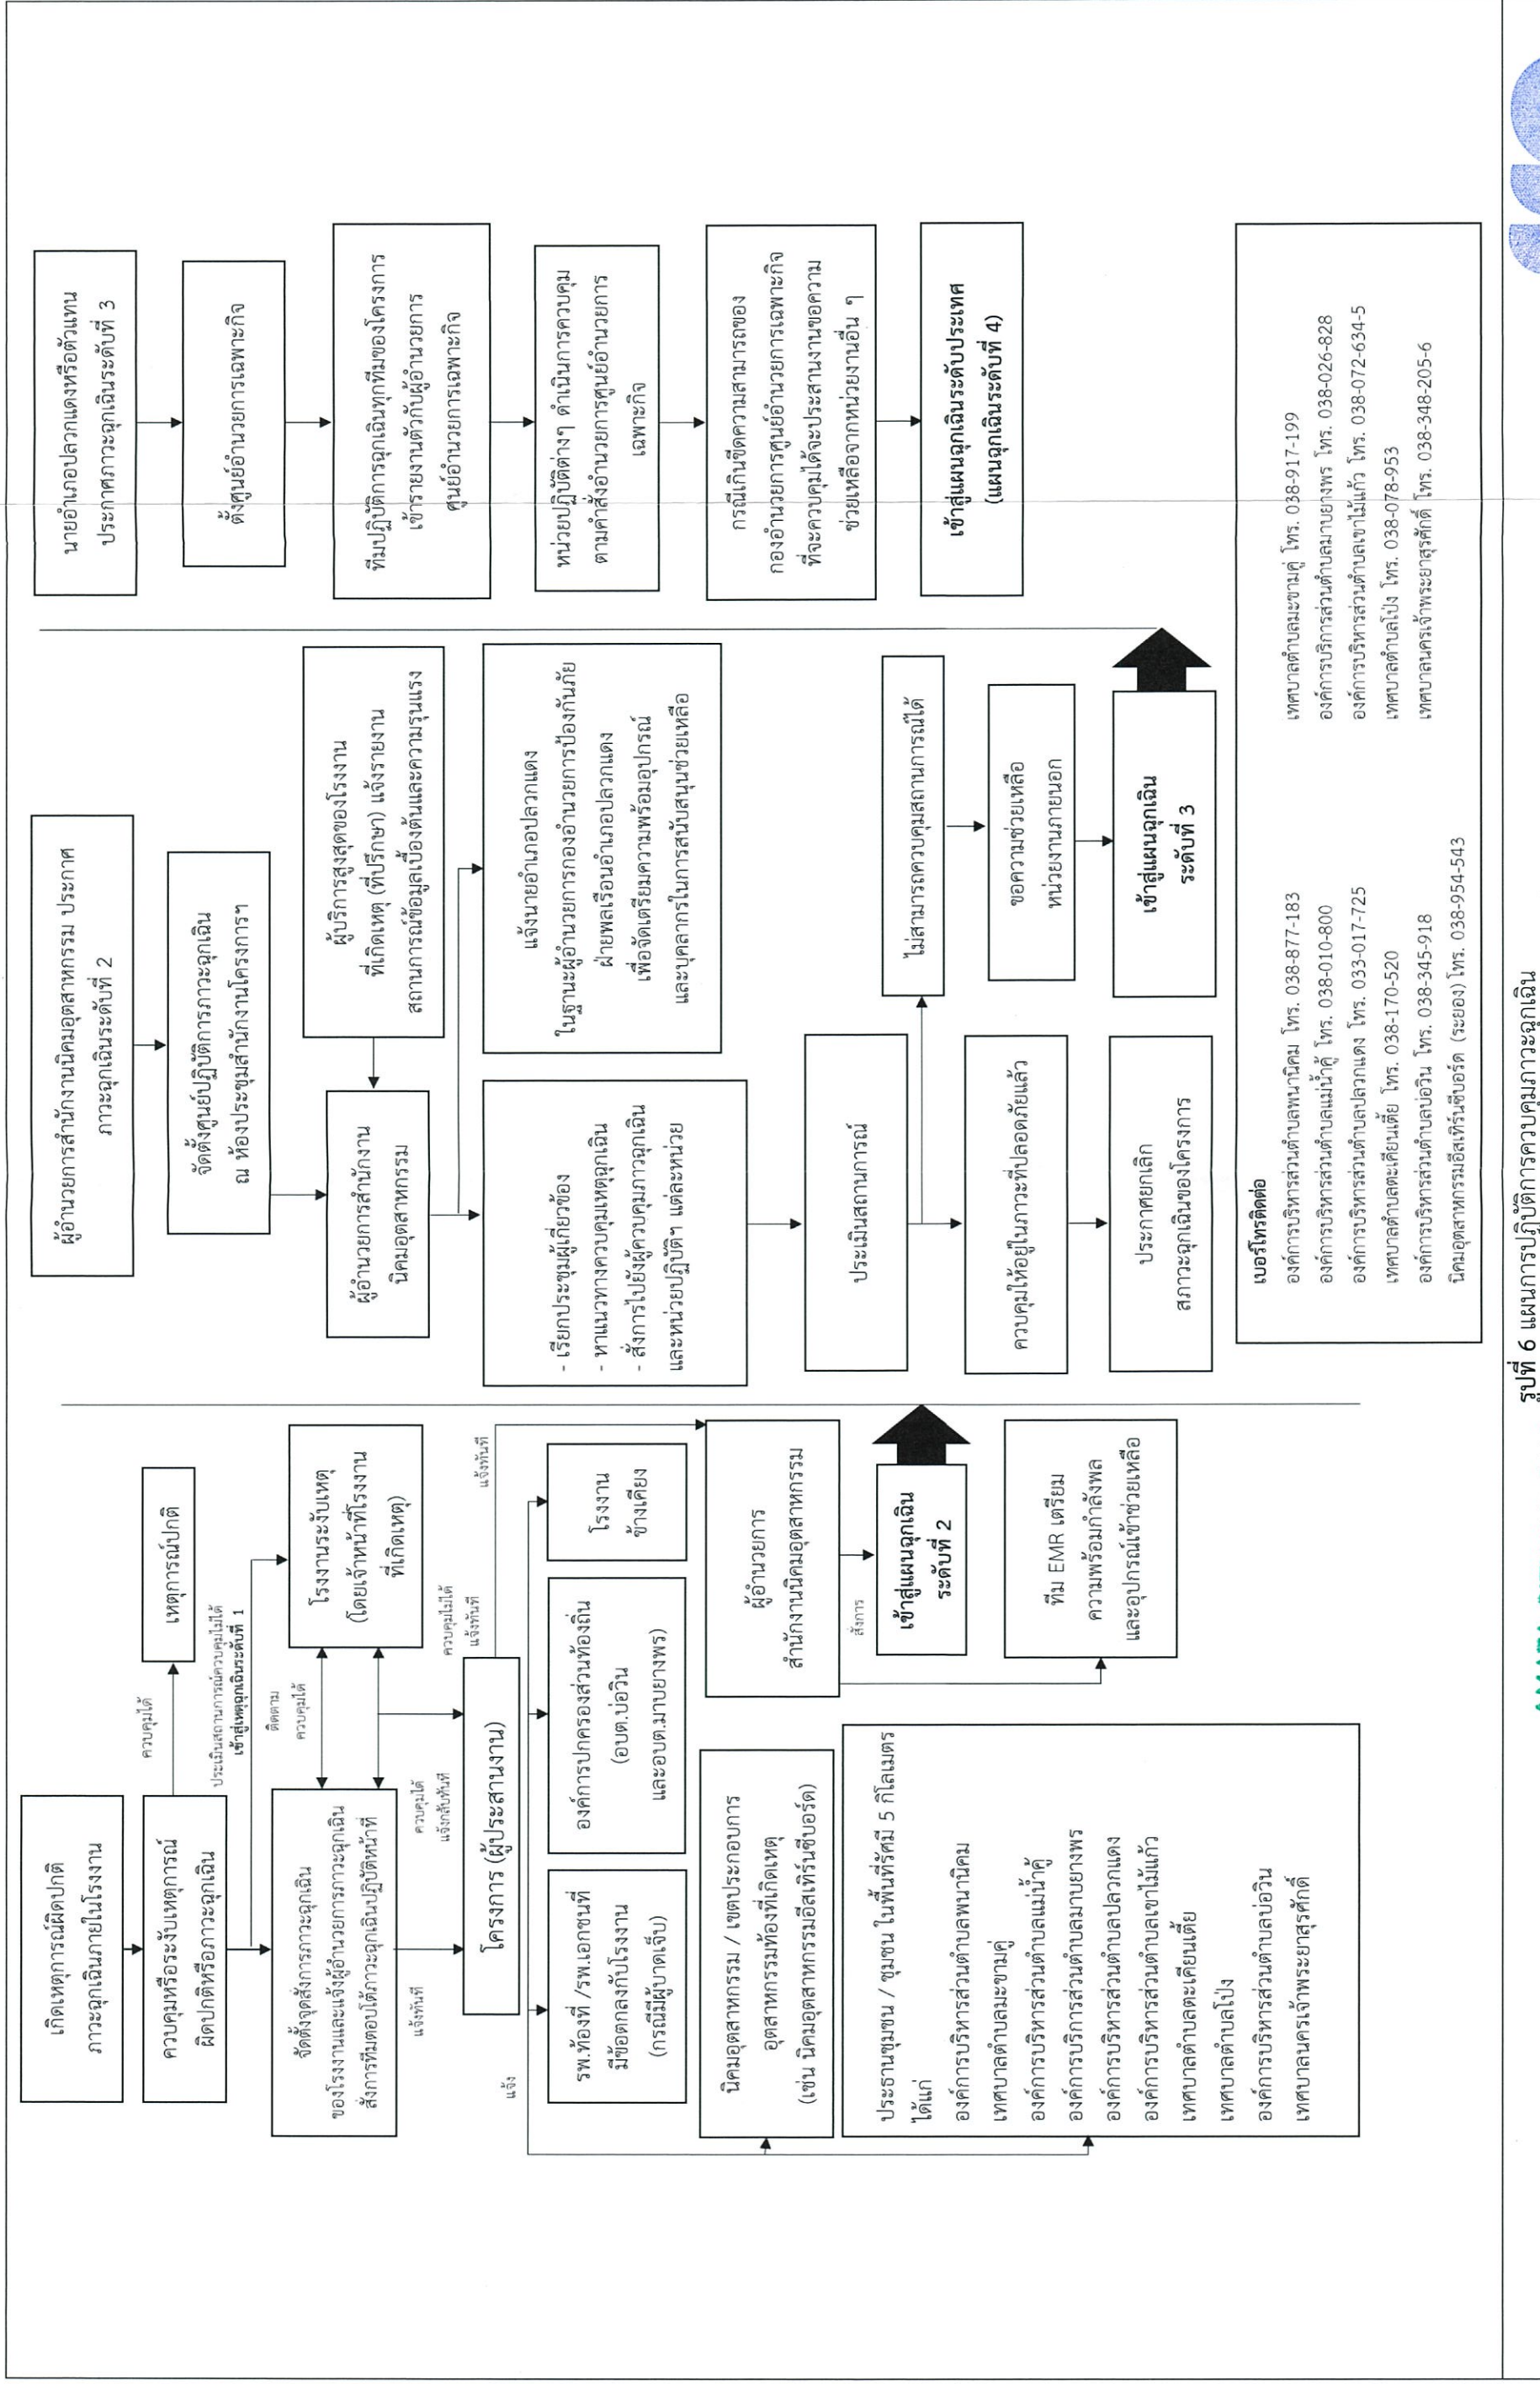 เกิดเหตุการณ์ผิดปกติ
ภาวะฉุกเฉินภายในโรงงาน
ควบคุมหรือระงับเหตุการณ์
ผิดปกติหรือภาวะฉุกเฉิน
ควบคุมได้
เหตุการณ์ปกติ
ประเมินสถานการณ์ควบคุมไม่ได้
เข้าสู่เหตุฉุกเฉินระดับที่ 1
จัดตั้งจุดสั่งการภาวะฉุกเฉิน
ของโรงงานและแจ้งผู้อำนวยการภาวะฉุกเฉิน
สั่งการทีมตอบโต้ภาวะฉุกเฉินปฏิบัติหน้าที่
ติดตาม
ควบคุมได้
โรงงานระงับเหตุ
(โดยเจ้าหน้าที่โรงงาน
ที่เกิดเหตุ)
แจ้งทันที
ควบคุมได้
แจ้งกลับทันที
ควบคุมไม่ได้
แจ้งทันที
โครงการ (ผู้ประสานงาน)
แจ้งทันที
แจ้ง
รพ.ท้องที่ /รพ.เอกชนที่
มีข้อตกลงกับโรงงาน
(กรณีมีผู้บาดเจ็บ)
องค์การปกครองส่วนท้องถิ่น
(อบต.บ่อวิน
และอบต.มาบยางพร)
โรงงาน
ข้างเคียง
นิคมอุตสาหกรรม / เขตประกอบการ
อุตสาหกรรมท้องที่เกิดเหตุ
(เช่น นิคมอุตสาหกรรมอีสเทิร์นซีบอร์ด)
ผู้อำนวยการ
สำนักงานนิคมอุตสาหกรรม
สั่งการ
เข้าสู่แผนฉุกเฉิน
ระดับที่ 2
ทีม EMR เตรียม
ความพร้อมกำลังพล
และอุปกรณ์เข้าช่วยเหลือ
ประธานชุมชน / ชุมชน ในพื้นที่รัศมี 5 กิโลเมตร
ได้แก่
องค์การบริหารส่วนตำบลพนานิคม
เทศบาลตำบลมะขามคู่
องค์การบริหารส่วนตำบลแม่น้ำคู้
องค์การบริการส่วนตำบลมาบยางพร
องค์การบริหารส่วนตำบลปลวกแดง
องค์การบริหารส่วนตำบลเขาไม้แก้ว
เทศบาลตำบลตะเคียนเตี้ย
เทศบาลตำบลโป่ง
องค์การบริหารส่วนตำบลบ่อวิน
เทศบาลนครเจ้าพระยาสุรศักดิ์
ผู้อำนวยการสำนักงานนิคมอุตสาหกรรม ประกาศ
ภาวะฉุกเฉินระดับที่ 2
จัดตั้งศูนย์ปฏิบัติการภาวะฉุกเฉิน
ณ ห้องประชุมสำนักงานโครงการฯ
ผู้อำนวยการสำนักงาน
นิคมอุตสาหกรรม
ผู้บริการสูงสุดของโรงงาน
ที่เกิดเหตุ (ที่ปรึกษา) แจ้งรายงาน
สถานการณ์ข้อมูลเบื้องต้นและความรุนแรง
- เรียกประชุมผู้เกี่ยวข้อง
- หาแนวทางควบคุมเหตุฉุกเฉิน
- สั่งการไปยังผู้ควบคุมภาวฉุกเฉิน
และหน่วยปฏิบัติฯ แต่ละหน่วย
แจ้งนายอำเภอปลวกแดง
ในฐานะผู้อำนวยการกองอำนวยการป้องกันภัย
ฝ่ายพลเรือนอำเภอปลวกแดง
เพื่อจัดเตรียมความพร้อมอุปกรณ์
และบุคลากรในการสนับสนุนช่วยเหลือ
ประเมินสถานการณ์
ไม่สามารถควบคุมสถานการณ์ได้
ควบคุมให้อยู่ในภาวะที่ปลอดภัยแล้ว
ขอความช่วยเหลือ
หน่วยงานภายนอก
ประกาศยกเลิก
สภาวะฉุกเฉินของโครงการ
เข้าสู่แผนฉุกเฉิน
ระดับที่ 3
นายอำเภอปลวกแดงหรือตัวแทน
ประกาศภาวะฉุกเฉินระดับที่ 3
ตั้งศูนย์อำนวยการเฉพาะกิจ
ทีมปฏิบัติการฉุกเฉินทุกทีมของโครงการ
เข้ารายงานตัวกับผู้อำนวยการ
ศูนย์อำนวยการเฉพาะกิจ
หน่วยปฏิบัติต่างๆ ดำเนินการควบคุม
ตามคำสั่งอำนวยการศูนย์อำนวยการ
เฉพาะกิจ
กรณีเกินขีดความสามารถของ
กองอำนวยการศูนย์อำนวยการเฉพาะกิจ
ที่จะควบคุมได้จะประสานงานขอความ
ช่วยเหลือจากหน่วยงานอื่น ๆ
เข้าสู่แผนฉุกเฉินระดับประเทศ
(แผนฉุกเฉินระดับที่ 4)
เบอร์โทรติดต่อ
องค์การบริหารส่วนตำบลพนานิคม โทร. 038-877-183
องค์การบริหารส่วนตำบลแม่น้ำคู้ โทร. 038-010-800
องค์การบริหารส่วนตำบลปลวกแดง โทร. 033-017-725
เทศบาลตำบลตะเคียนเตี้ย โทร. 038-170-520
องค์การบริหารส่วนตำบลบ่อวิน โทร. 038-345-918
นิคมอุตสาหกรรมอีสเทิร์นซีบอร์ด (ระยอง) โทร. 038-954-543
เทศบาลตำบลมะขามคู่ โทร. 038-917-199
องค์การบริการส่วนตำบลมาบยางพร โทร. 038-026-828
องค์การบริหารส่วนตำบลเขาไม้แก้ว โทร. 038-072-634-5
เทศบาลตำบลโป่ง โทร. 038-078-953
เทศบาลนครเจ้าพระยาสุรศักดิ์ โทร. 038-348-205-6
รูปที่ 6 แผนการปฏิบัติการควบคุมภาวะฉุกเฉิน